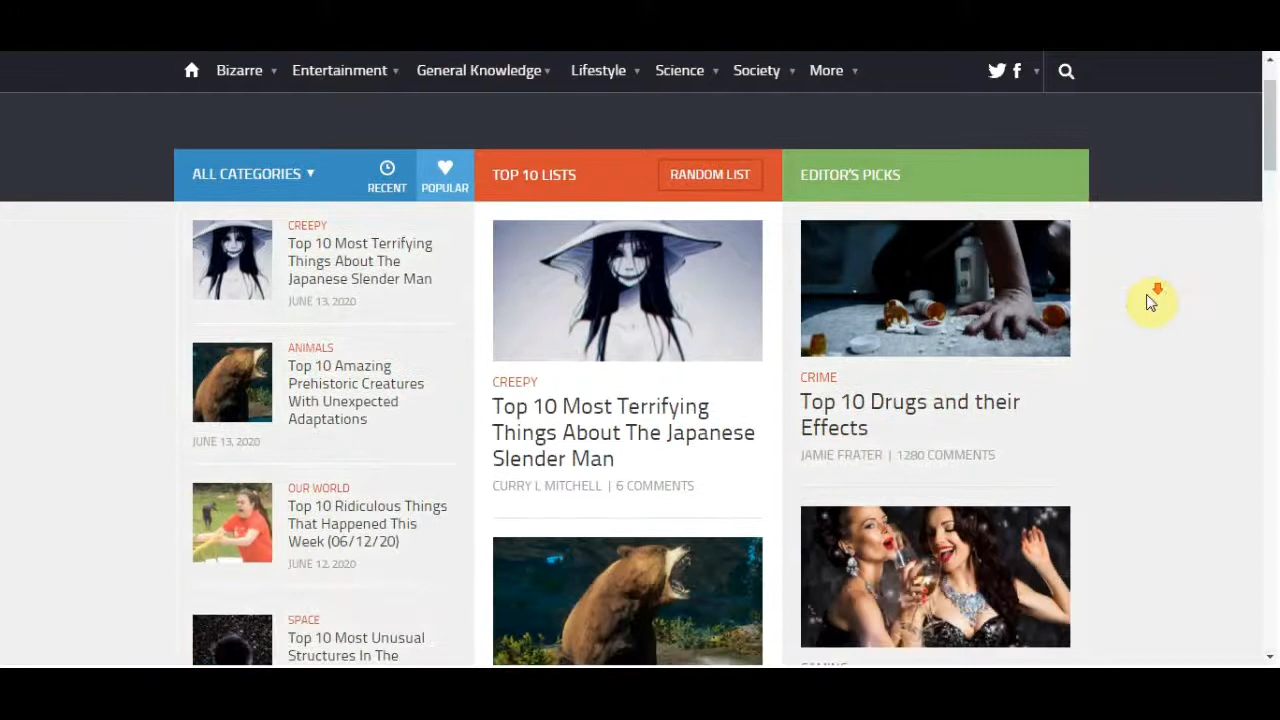 Bizarre Entertainment General Knowledge Lifestyle Science Society More
ALL CATEGORIES
RECENT
POPULAR
CREEPY
Top 10 Most Terrifying
Things About The
Japanese Slender Man
JUNE 13, 2020
ANIMALS
Top 10 Amazing
Prehistoric Creatures
With Unexpected
Adaptations
JUNE 13, 2020
OUR WORLD
Top 10 Ridiculous Things
That Happened This
Week (06/12/20)
JUNE 12, 2020
SPACE
Top 10 Most Unusual
Structures In The
TOP 10 LISTS
RANDOM LIST
CREEPY
Top 10 Most Terrifying
Things About The Japanese
Slender Man
CURRY L MITCHELL | 6 COMMENTS
EDITOR'S PICKS
CRIME
Top 10 Drugs and their
Effects
JAMIE FRATER | 1280 COMMENTS